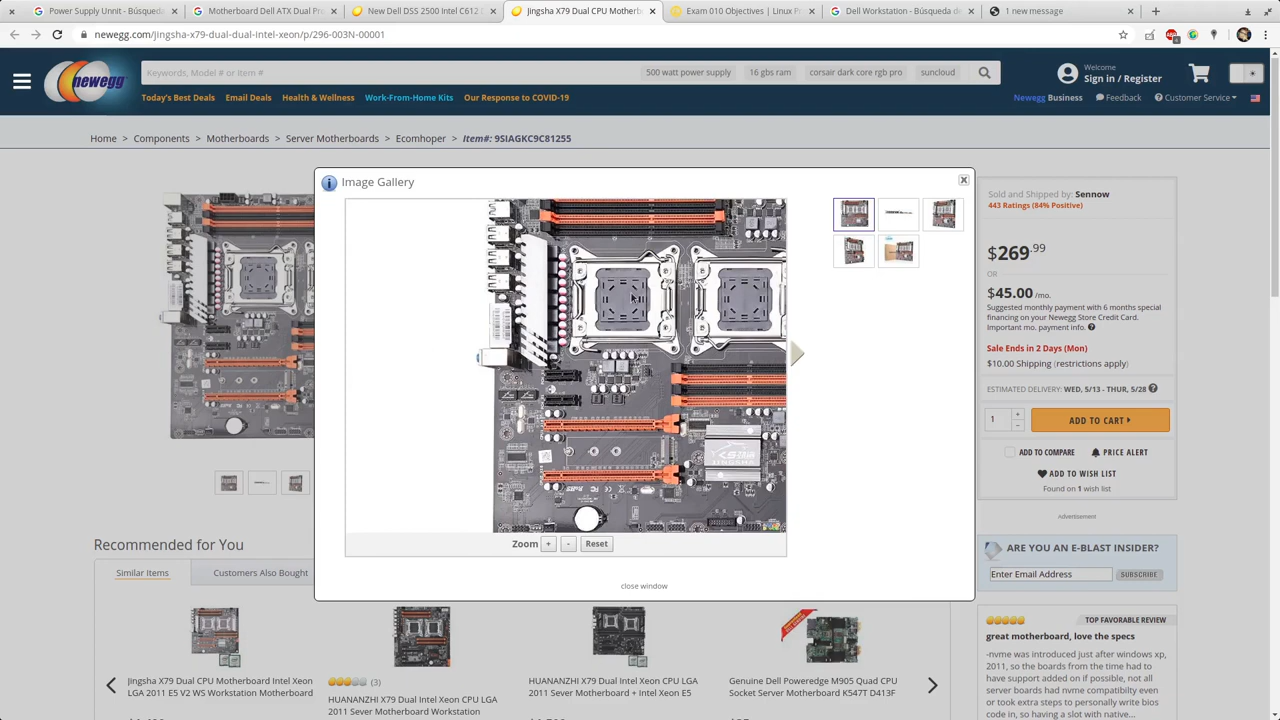 Power Supply Unnit - Búsqueda
Motherboard Dell ATX Dual Pro
New Dell DSS 2500 Intel C612 D
Jingsha X79 Dual CPU Motherb
Exam 010 Objectives | Linux Pr
Dell Workstation - Búsqueda de
1 new message
newegg.com/jingsha-x79-dual-dual-intel-xeon/p/296-003N-00001
newegg
Keywords, Model # or Item #
500 watt power supply
16 gbs ram
corsair dark core rgb pro
suncloud
Welcome
Sign in / Register
Today's Best Deals
Email Deals
Health & Wellness
Work-From-Home Kits
Our Response to COVID-19
Newegg Business
Feedback
Customer Service
Home > Components > Motherboards > Server Motherboards > Ecomhoper > Item#: 9SIAGKC9C81255
Image Gallery
JINGSHA
Zoom + - Reset
close window
Sold and Shipped by: Sennow
443 Ratings (84% Positive)
$269.99
OR
$45.00 /mo.
Suggested monthly payment with 6 months special
financing on your Newegg Store Credit Card.
Important mo. payment info.
Sale Ends in 2 Days (Mon)
$10.00 Shipping (restrictions apply)
ESTIMATED DELIVERY: WED, 5/13 - THUR, 5/28
1
ADD TO CART
ADD TO COMPARE
PRICE ALERT
ADD TO WISH LIST
Found on 1 wish list
Advertisement
ARE YOU AN E-BLAST INSIDER?
Enter Email Address
SUBSCRIBE
TOP FAVORABLE REVIEW
great motherboard, love the specs
-nvme was introduced just after windows xp,
2011, so the boards from the time had to
have support added on if possible, not all
server boards had nvme compatibilty evten
or took extra steps to personally write bios
code in, so having a slot with native...
Recommended for You
Similar Items
Customers Also Bought
Jingsha X79 Dual CPU Motherboard Intel Xeon
LGA 2011 E5 V2 WS Workstation Motherboard
(3)
HUANANZHI X79 Dual Intel Xeon CPU LGA
2011 Sever Motherboard Workstation
HUANANZHI X79 Dual Intel Xeon CPU LGA
2011 Sever Motherboard + Intel Xeon E5
Genuine Dell Poweredge M905 Quad CPU
Socket Server Motherboard K547T D413F